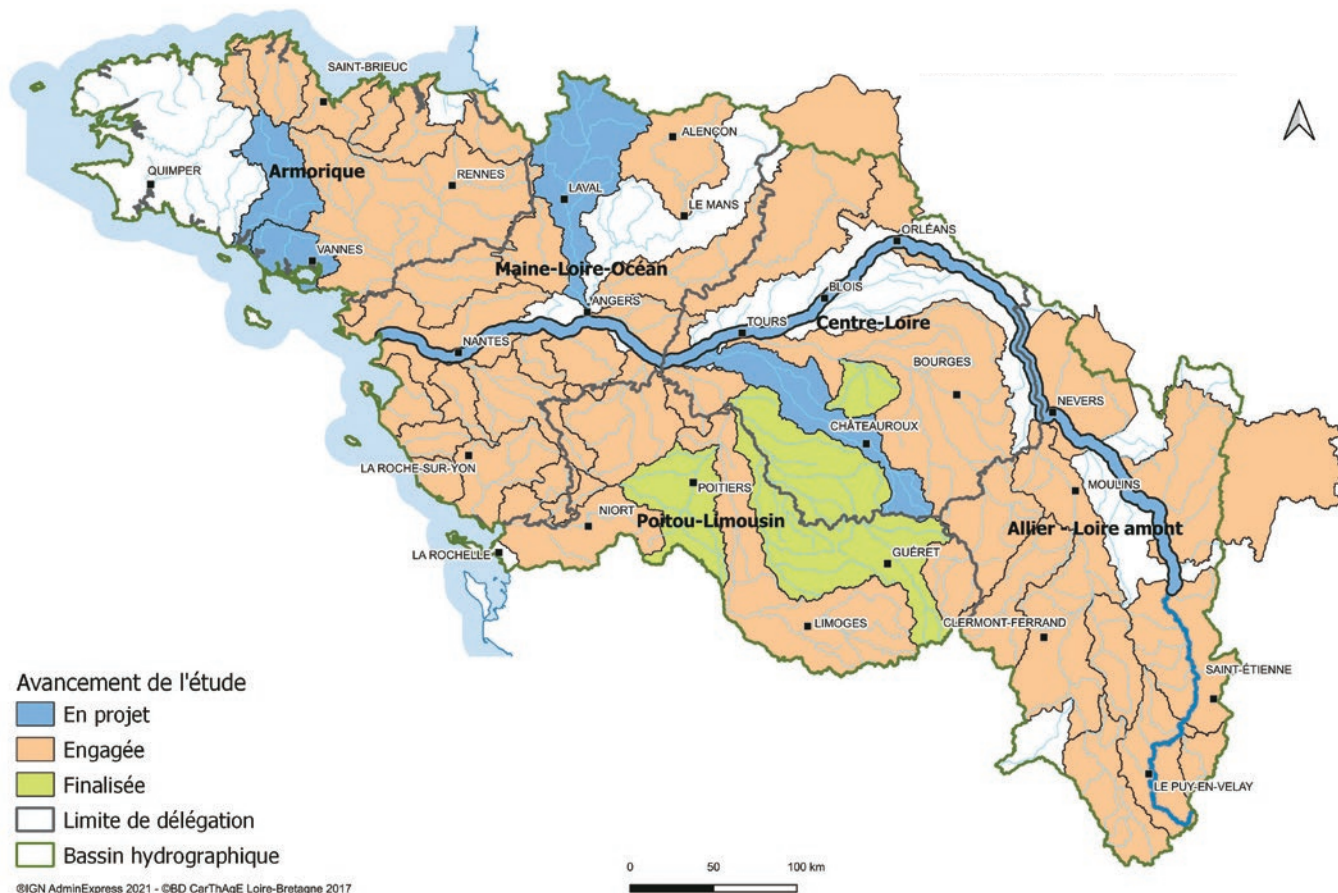 SAINT-BRIEUC
ALENÇON
QUIMPER
Armorique
RENNES
LAVAL
LE MANS
VANNES
ORLÉANS
Maine-Loire-Océan
ANGERS
BLOIS
Centre-Loire
TOURS
NANTES
BOURGES
NEVERS
CHÂTEAUROUX
LA ROCHE-SUR-YON
POITIERS
MOULINS
NIORT
Poitou-Limousin
Allier - Loire amont
LA ROCHELLE
GUÉRET
LIMOGES
CLERMONT-FERRAND
SAINT-ÉTIENNE
LE PUY-EN-VELAY
Avancement de l'étude
En projet
Engagée
Finalisée
Limite de délégation
Bassin hydrographique
0 50 100 km
©IGN AdminExpress 2021 - ©BD CarThAgE Loire-Bretagne 2017